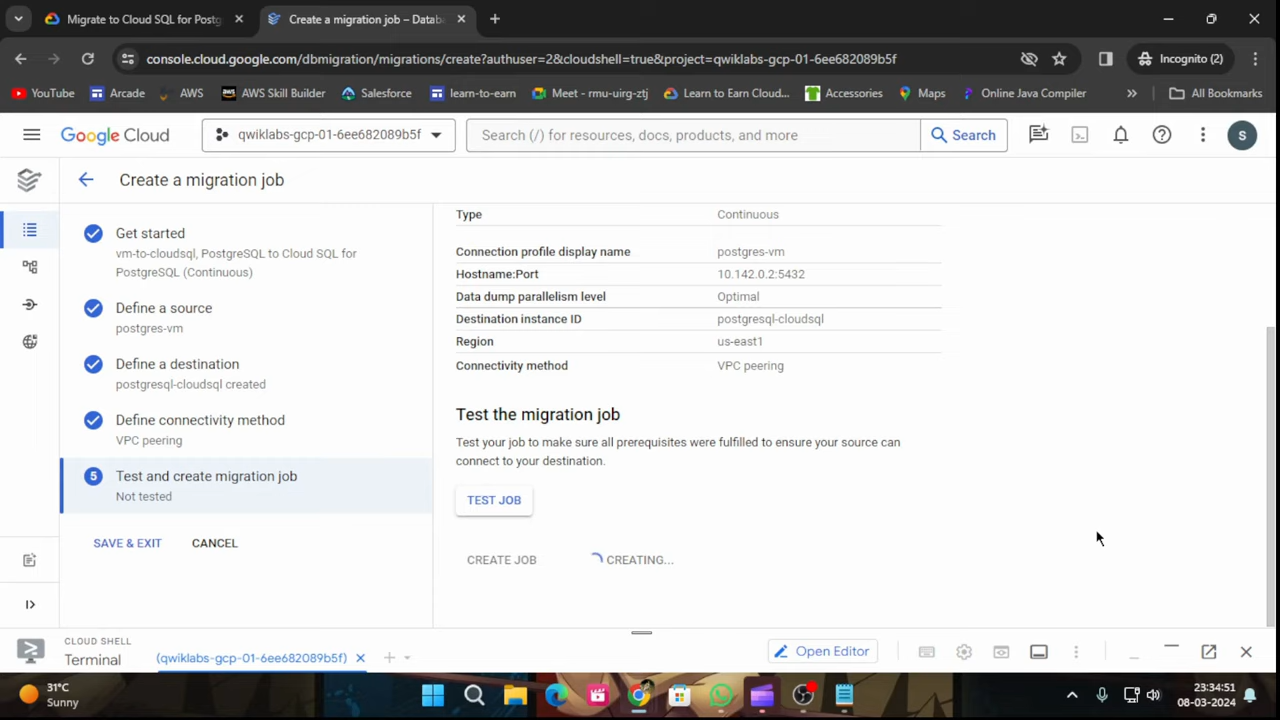 Migrate to Cloud SQL for Postg
Create a migration job – Datab
console.cloud.google.com/dbmigration/migrations/create?authuser=2&cloudshell=true&project=qwiklabs-gcp-01-6ee682089b5f
Incognito (2)
YouTube
Arcade
AWS
AWS Skill Builder
Salesforce
learn-to-earn
Meet - rmu-uirg-ztj
Learn to Earn Cloud...
Accessories
Maps
Online Java Compiler
All Bookmarks
Google Cloud
qwiklabs-gcp-01-6ee682089b5f
Search (/) for resources, docs, products, and more
Search
S
Create a migration job
Get started
vm-to-cloudsql, PostgreSQL to Cloud SQL for
PostgreSQL (Continuous)
Define a source
postgres-vm
Define a destination
postgresql-cloudsql created
Define connectivity method
VPC peering
5 Test and create migration job
Not tested
SAVE & EXIT CANCEL
Type Continuous
Connection profile display name postgres-vm
Hostname:Port 10.142.0.2:5432
Data dump parallelism level Optimal
Destination instance ID postgresql-cloudsql
Region us-east1
Connectivity method VPC peering
Test the migration job
Test your job to make sure all prerequisites were fulfilled to ensure your source can
connect to your destination.
TEST JOB
CREATE JOB CREATING...
CLOUD SHELL
Terminal
(qwiklabs-gcp-01-6ee682089b5f)
Open Editor
31°C
Sunny
23:34:51
08-03-2024